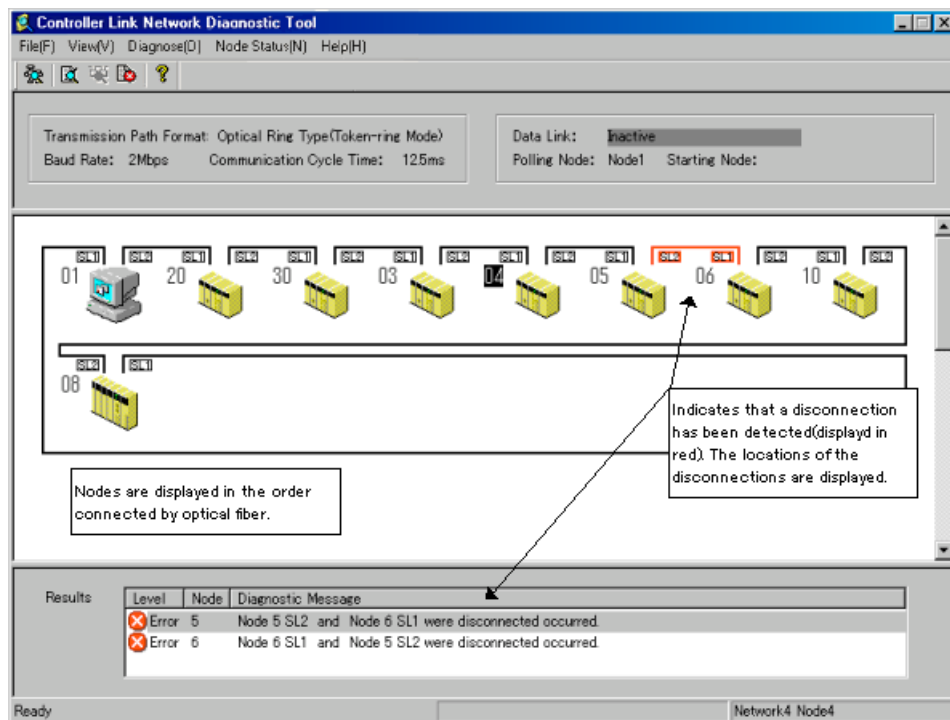 Controller Link Network Diagnostic Tool
File(F) View(V) Diagnose(D) Node Status(N) Help(H)
Transmission Path Format: Optical Ring Type(Token-ring Mode)
Baud Rate: 2Mbps Communication Cycle Time: 125ms
Data Link: Inactive
Polling Node: Node1 Starting Node:
SL1 SL2 SL1 SL2 SL1 SL2 SL1 SL2 SL1 SL2 SL1 SL2 SL1 SL2 SL1 SL2
01 20 30 03 04 05 06 10
SL2 SL1
08
Indicates that a disconnection
has been detected(displayd in
red). The locations of the
disconnections are displayed.
Nodes are displayed in the order
connected by optical fiber.
Results
Level Node Diagnostic Message
Error 5 Node 5 SL2 and Node 6 SL1 were disconnected occurred.
Error 6 Node 6 SL1 and Node 5 SL2 were disconnected occurred.
Ready
Network4 Node4